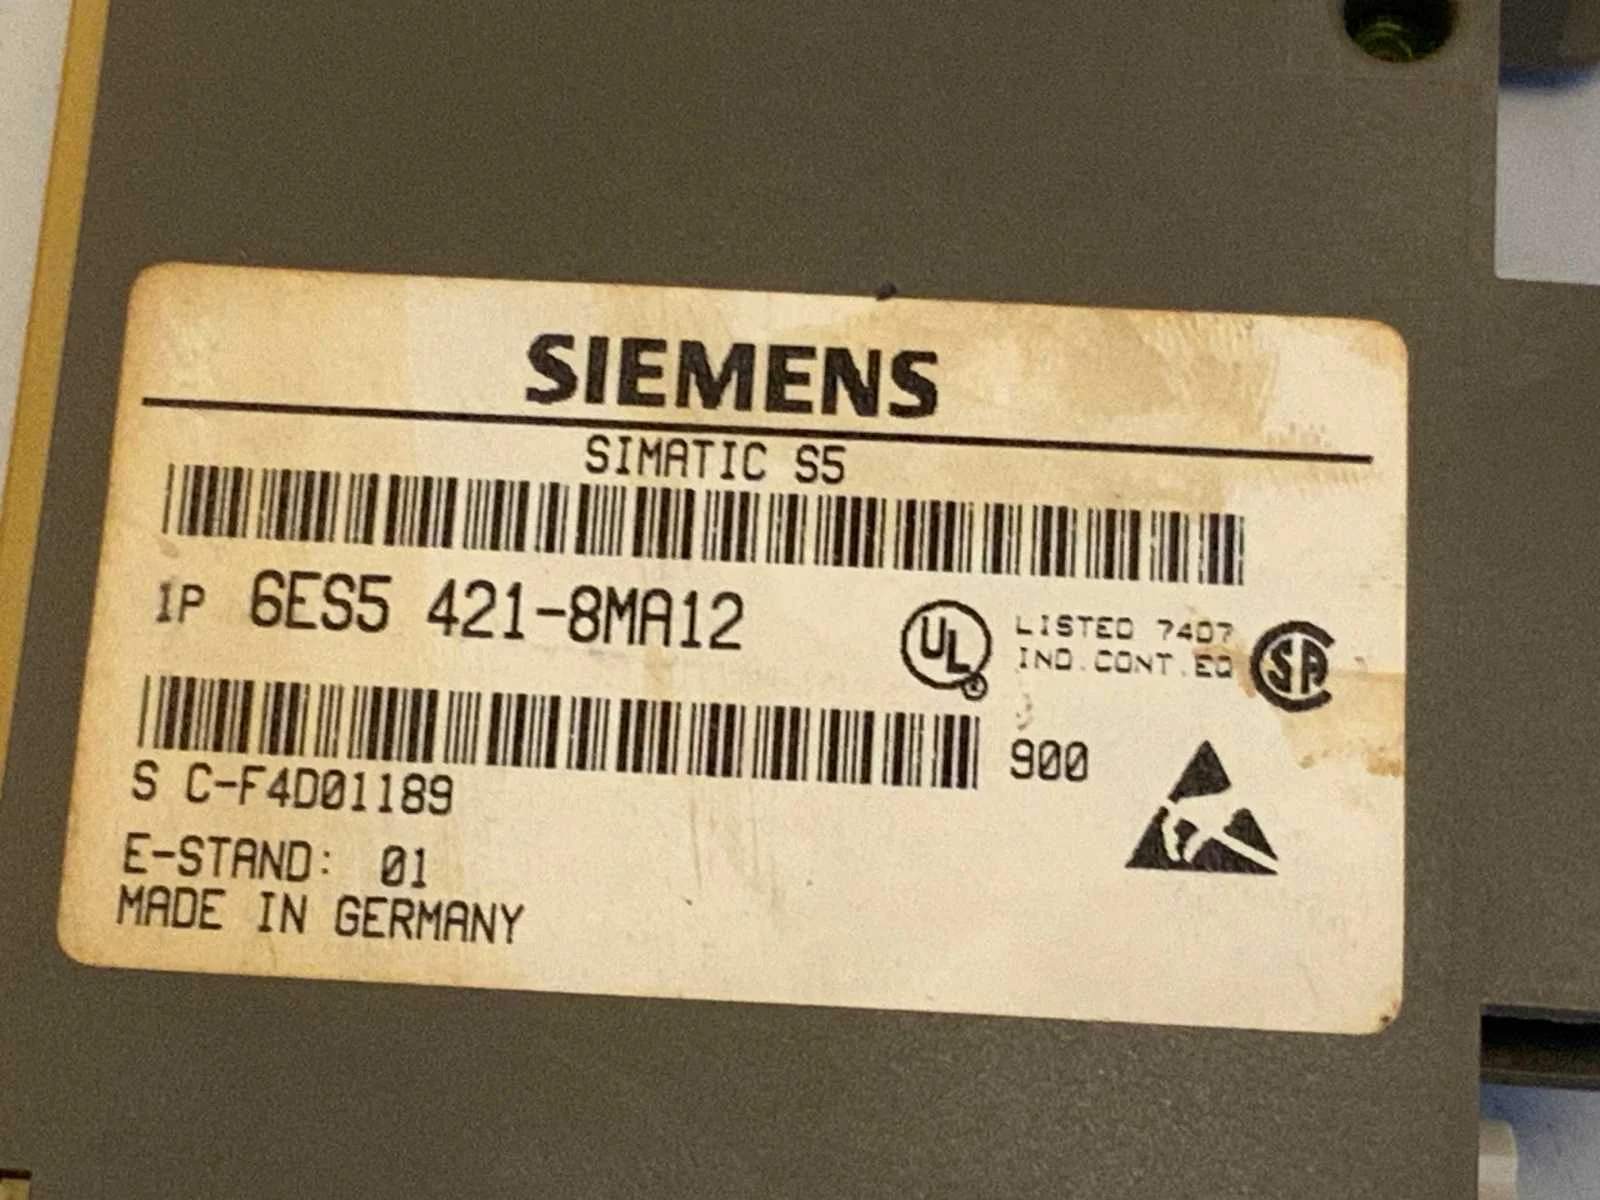 SIEMENS
SIMATIC S5
1P 6ES5 421-8MA12
UL
LISTED 7407
IND.CONT.EQ
SA
900
S C-F4D01189
E-STAND: 01
MADE IN GERMANY